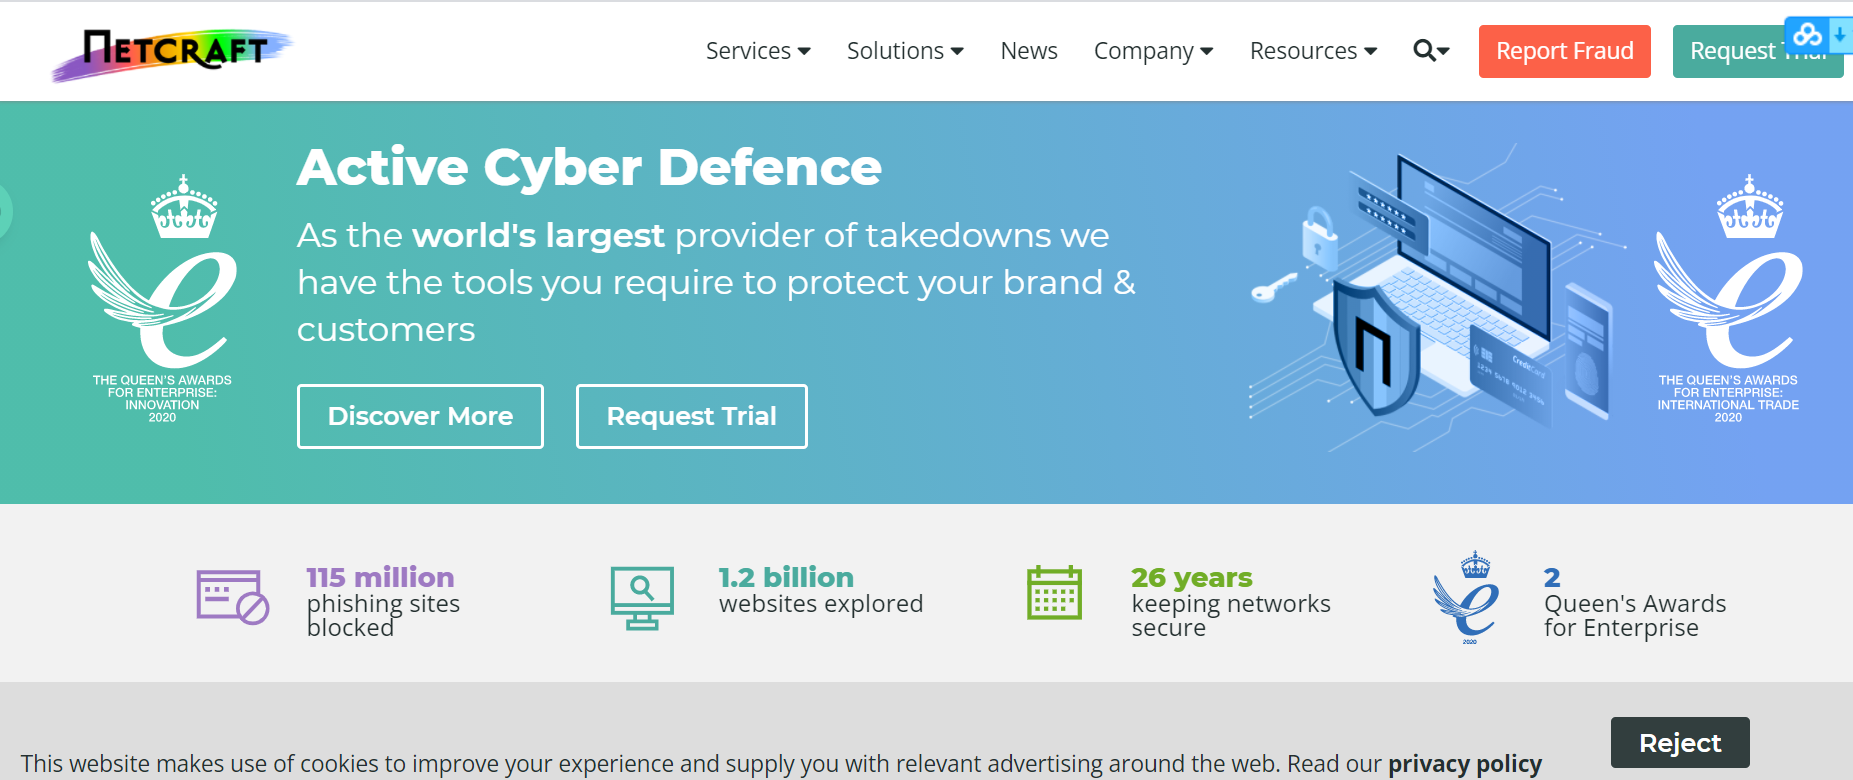 NETCRAFT
Services
Solutions
News
Company
Resources
Report Fraud
Request
Active Cyber Defence
As the world's largest provider of takedowns we
have the tools you require to protect your brand &
customers
Discover More
Request Trial
THE QUEEN'S AWARDS
FOR ENTERPRISE:
INNOVATION
2020
THE QUEEN'S AWARDS
FOR ENTERPRISE:
INTERNATIONAL TRADE
2020
115 million
phishing sites
blocked
1.2 billion
websites explored
26 years
keeping networks
secure
2020
2
Queen's Awards
for Enterprise
Reject
This website makes use of cookies to improve your experience and supply you with relevant advertising around the web. Read our privacy policy